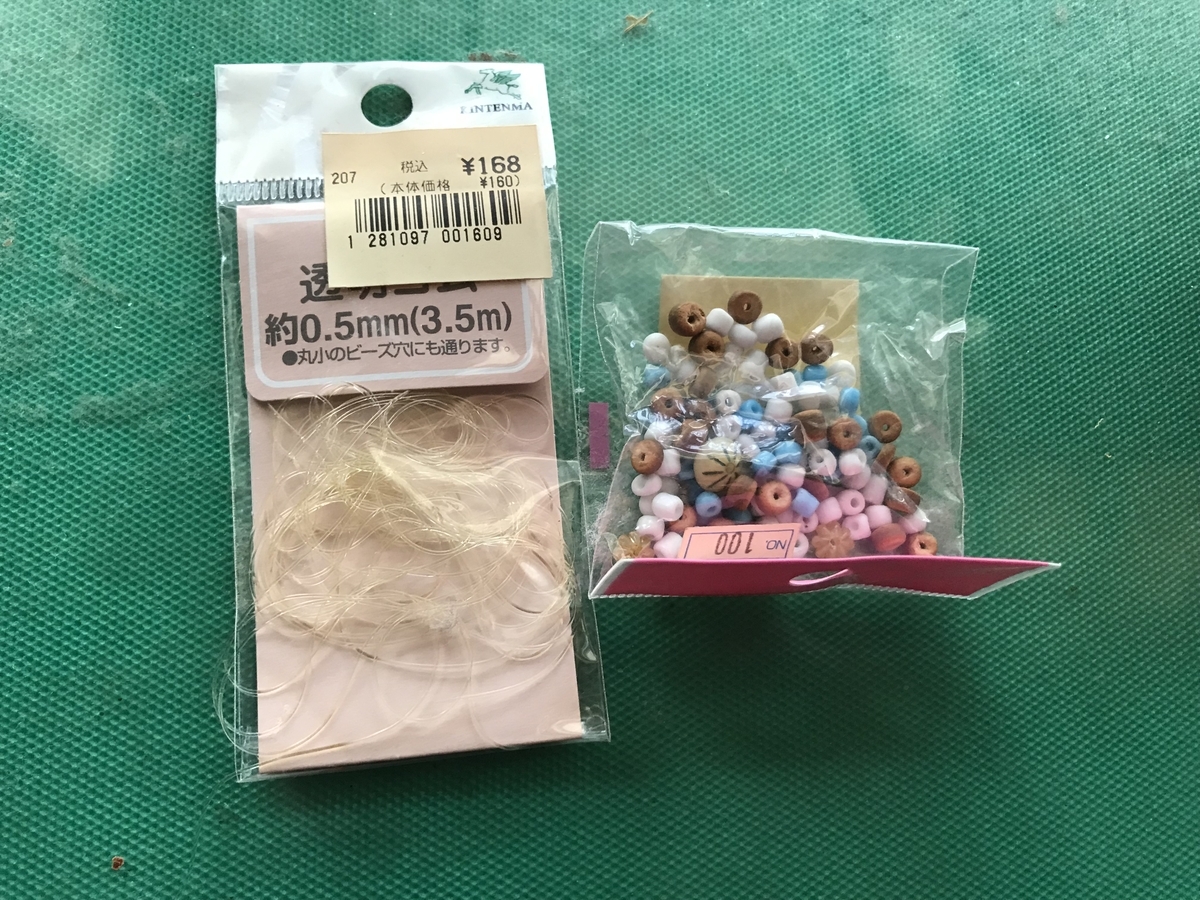 KINTENMA
207 税込 ¥168
(本体価格 ¥160)
1 281097 001609
約0.5mm(3.5m)
●丸小のビーズ穴にも通ります。
NO. 100